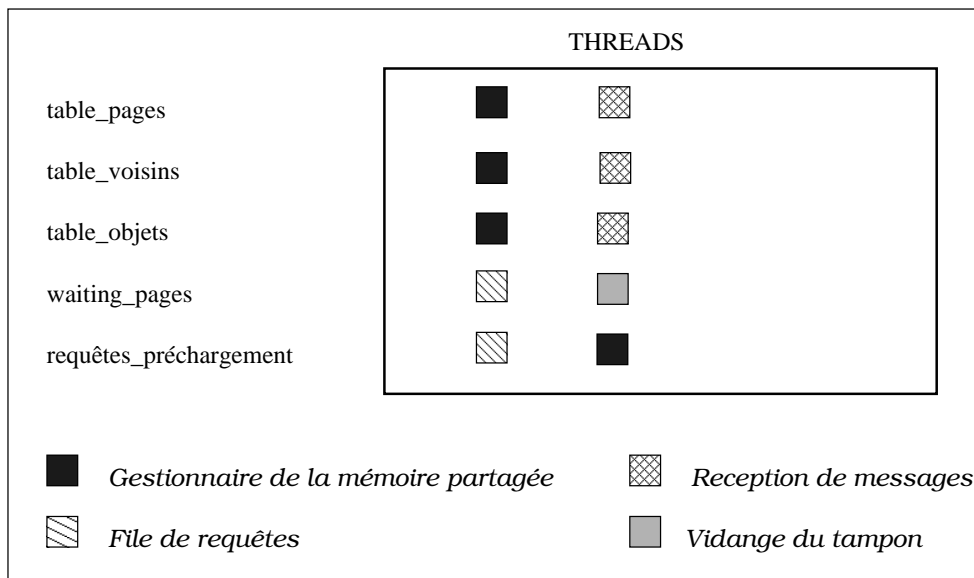 THREADS
table_pages
table_voisins
table_objets
waiting_pages
requêtes_préchargement
Gestionnaire de la mémoire partagée
Reception de messages
File de requêtes
Vidange du tampon